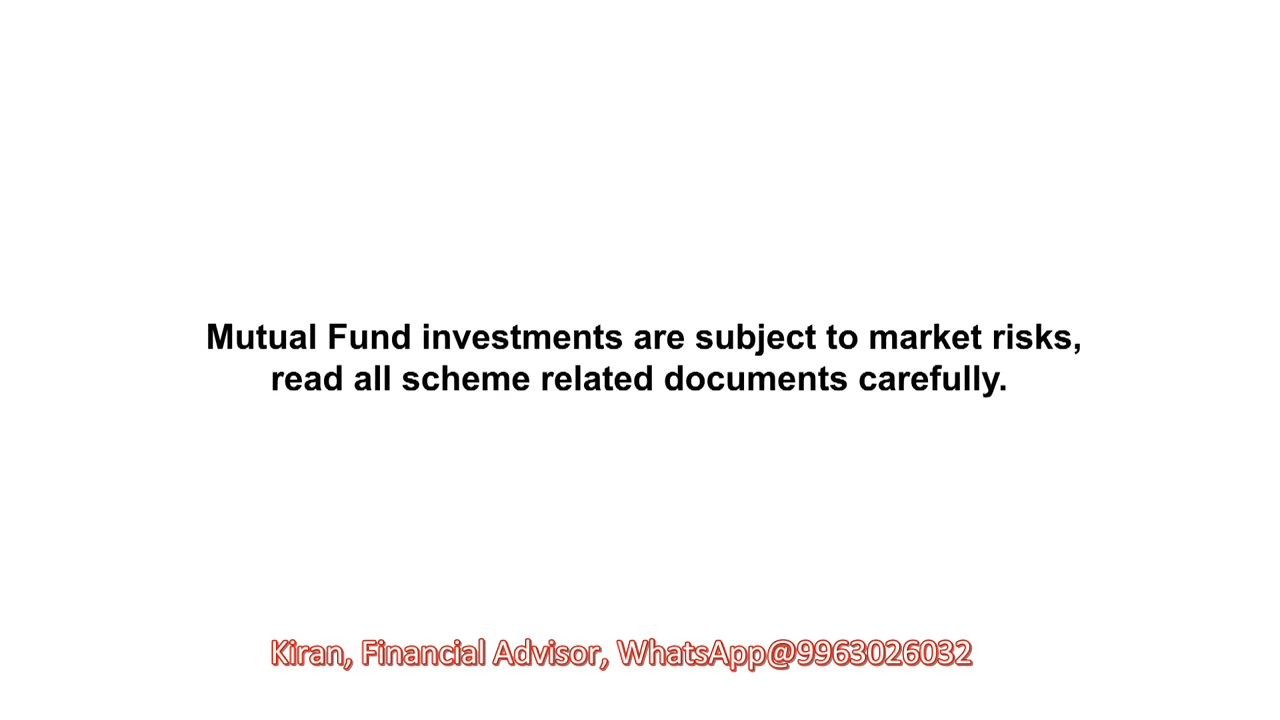 Mutual Fund investments are subject to market risks,
read all scheme related documents carefully.
Kiran, Financial Advisor, WhatsApp@9963026032